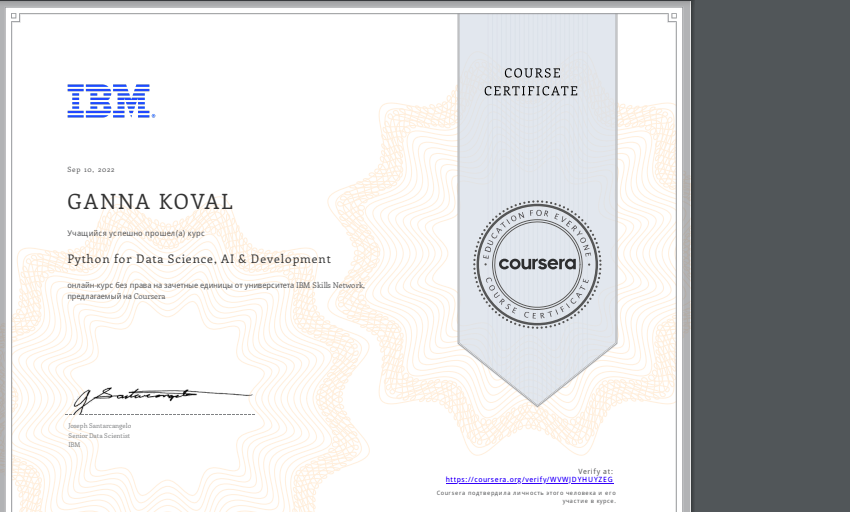 COURSE
CERTIFICATE
IBM
Sep 10, 2022
GANNA KOVAL
Учащийся успешно прошел(а) курс
Python for Data Science, AI & Development
онлайн-курс без права на зачетные единицы от университета IBM Skills Network,
предлагаемый на Coursera
EDUCATION FOR EVERYONE
coursera
COURSE CERTIFICATE
Joseph Santarcangelo
Senior Data Scientist
IBM
Verify at:
https://coursera.org/verify/WVWJDYHUYZEG
Coursera подтвердила личность этого человека и его
участие в курсе.